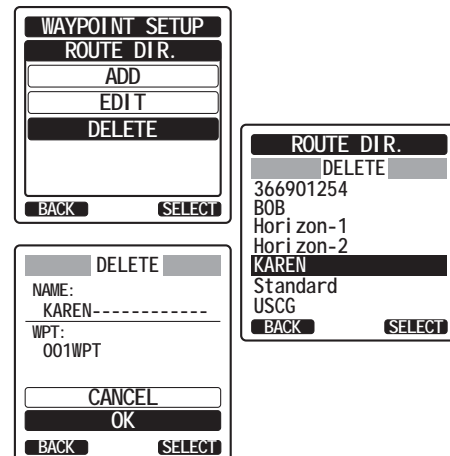 WAYPOINT SETUP
ROUTE DIR.
ADD
EDIT
DELETE
BACK SELECT
ROUTE DIR.
DELETE
366901254
BOB
Horizon-1
Horizon-2
KAREN
Standard
USCG
BACK SELECT
DELETE
NAME:
KAREN------------
WPT:
001WPT
CANCEL
OK
BACK SELECT